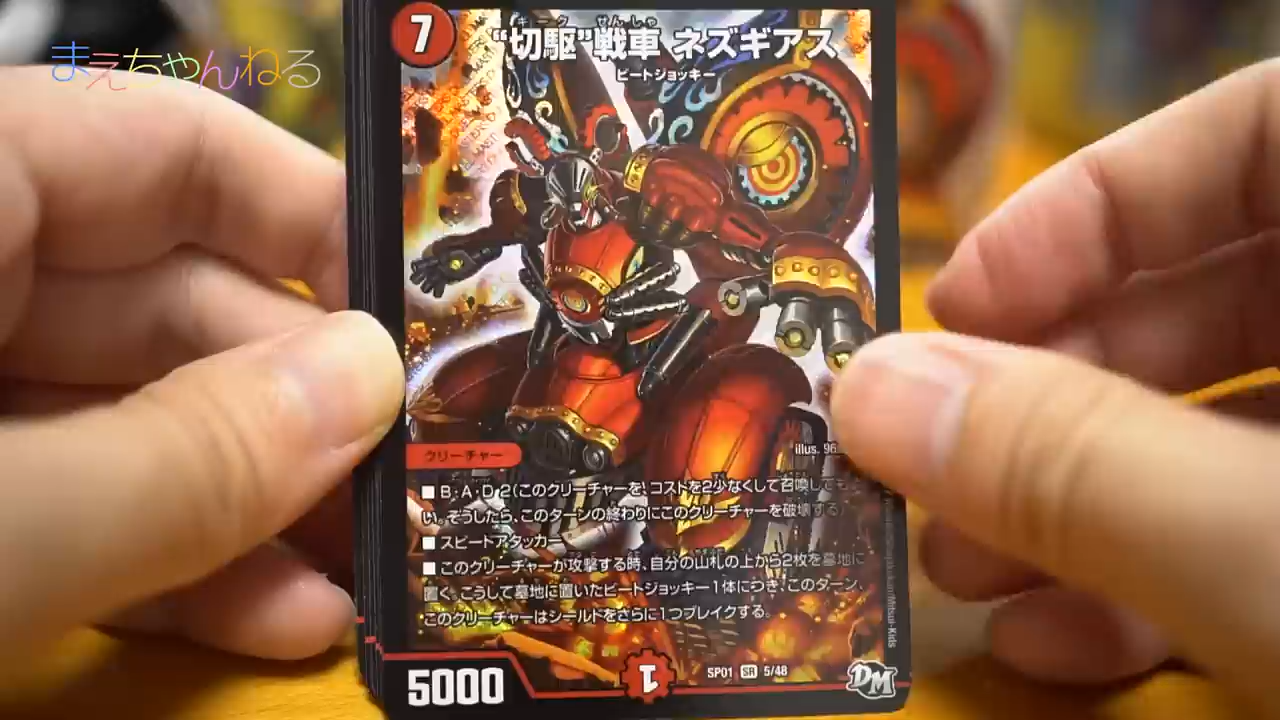 まえちゃんねる
7
キーク せんしゃ
“切駆”戦車 ネズギアス
ビートジョッキー
クリーチャー
illus. 96
■ B・A・D 2(このクリーチャーを、コストを2少なくして召喚しても
い。そうしたら、このターンの終わりにこのクリーチャーを破壊する)
■ スピードアタッカー
■ このクリーチャーが攻撃する時、自分の山札の上から2枚を墓地に
置く。こうして墓地に置いたビートジョッキー1体につき、このターン、
このクリーチャーはシールドをさらに1つブレイクする。
5000
1
SP01 SR 5/48
DM